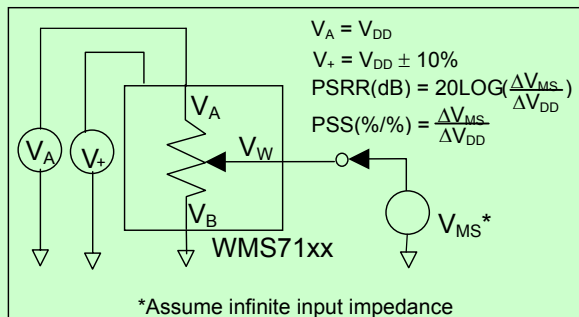 V_A = V_DD
V_+ = V_DD ± 10%
PSRR(dB) = 20LOG(ΔV_MS/ΔV_DD)
PSS(%/%) = ΔV_MS/ΔV_DD
V_A
V_A
V_+
V_W
V_B
V_MS*
WMS71xx
*Assume infinite input impedance